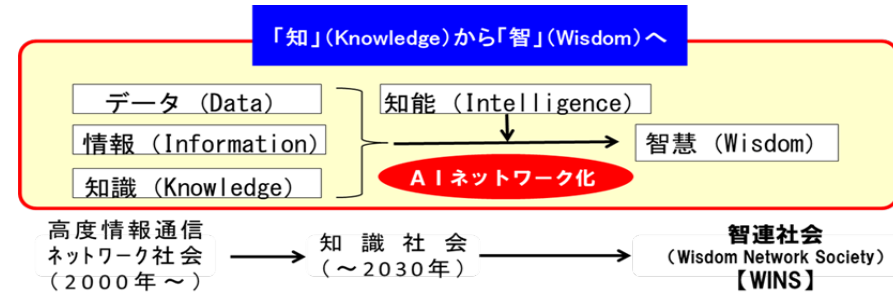 「知」(Knowledge)から「智」(Wisdom)へ
データ (Data)
情報 (Information)
知識 (Knowledge)
知能 (Intelligence)
智慧 (Wisdom)
ＡＩネットワーク化
高度情報通信
ネットワーク社会
(２０００年～)
知識社会
(～2030年)
智連社会
(Wisdom Network Society)
【WINS】